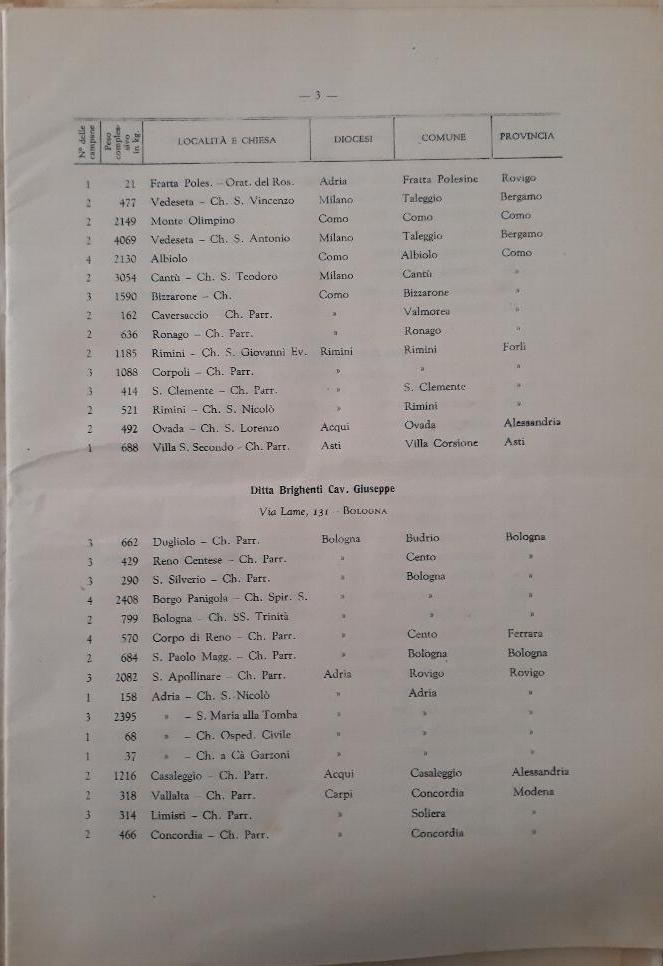 — 3 —
N° delle campane | Peso complessivo in kg. | LOCALITÀ E CHIESA | DIOCESI | COMUNE | PROVINCIA
1 21 Fratta Poles. – Orat. del Ros. Adria Fratta Polesine Rovigo
2 477 Vedeseta – Ch. S. Vincenzo Milano Taleggio Bergamo
2 2149 Monte Olimpino Como Como Como
2 4069 Vedeseta – Ch. S. Antonio Milano Taleggio Bergamo
4 2130 Albiolo Como Albiolo Como
2 3054 Cantù – Ch. S. Teodoro Milano Cantù »
3 1590 Bizzarone – Ch. Como Bizzarone »
2 162 Caversaccio – Ch. Parr. » Valmorea »
2 636 Ronago – Ch. Parr. » Ronago »
2 1185 Rimini – Ch. S. Giovanni Ev. Rimini Rimini Forlì
3 1088 Corpoli – Ch. Parr. » » »
3 414 S. Clemente – Ch. Parr. » S. Clemente »
2 521 Rimini – Ch. S. Nicolò » Rimini »
2 492 Ovada – Ch. S. Lorenzo Acqui Ovada Alessandria
1 688 Villa S. Secondo – Ch. Parr. Asti Villa Corsione Asti
Ditta Brighenti Cav. Giuseppe
Via Lame, 131 – BOLOGNA
3 662 Dugliolo – Ch. Parr. Bologna Budrio Bologna
3 429 Reno Centese – Ch. Parr. » Cento »
3 290 S. Silverio – Ch. Parr. » Bologna »
4 2408 Borgo Panigola – Ch. Spir. S. » » »
2 799 Bologna – Ch. SS. Trinità » » »
4 570 Corpo di Reno – Ch. Parr. » Cento Ferrara
2 684 S. Paolo Magg. – Ch. Parr. » Bologna Bologna
3 2082 S. Apollinare – Ch. Parr. Adria Rovigo Rovigo
1 158 Adria – Ch. S. Nicolò » Adria »
3 2395 » – S. Maria alla Tomba » » »
1 68 » – Ch. Osped. Civile » » »
1 37 » – Ch. a Cà Garzoni » » »
2 1216 Casaleggio – Ch. Parr. Acqui Casaleggio Alessandria
2 318 Vallalta – Ch. Parr. Carpi Concordia Modena
3 314 Limisti – Ch. Parr. » Soliera »
2 466 Concordia – Ch. Parr. » Concordia »